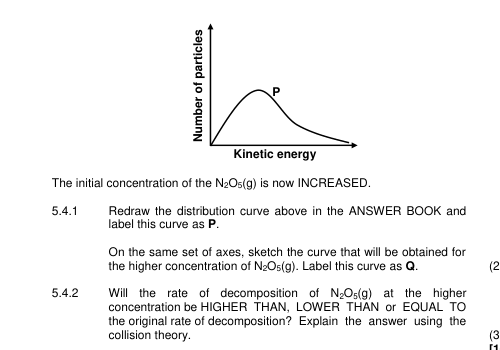 Number of particles
P
Kinetic energy
The initial concentration of the N₂O₅(g) is now INCREASED.
5.4.1 Redraw the distribution curve above in the ANSWER BOOK and
label this curve as P.
On the same set of axes, sketch the curve that will be obtained for
the higher concentration of N₂O₅(g). Label this curve as Q. (2
5.4.2 Will the rate of decomposition of N₂O₅(g) at the higher
concentration be HIGHER THAN, LOWER THAN or EQUAL TO
the original rate of decomposition? Explain the answer using the
collision theory. (3